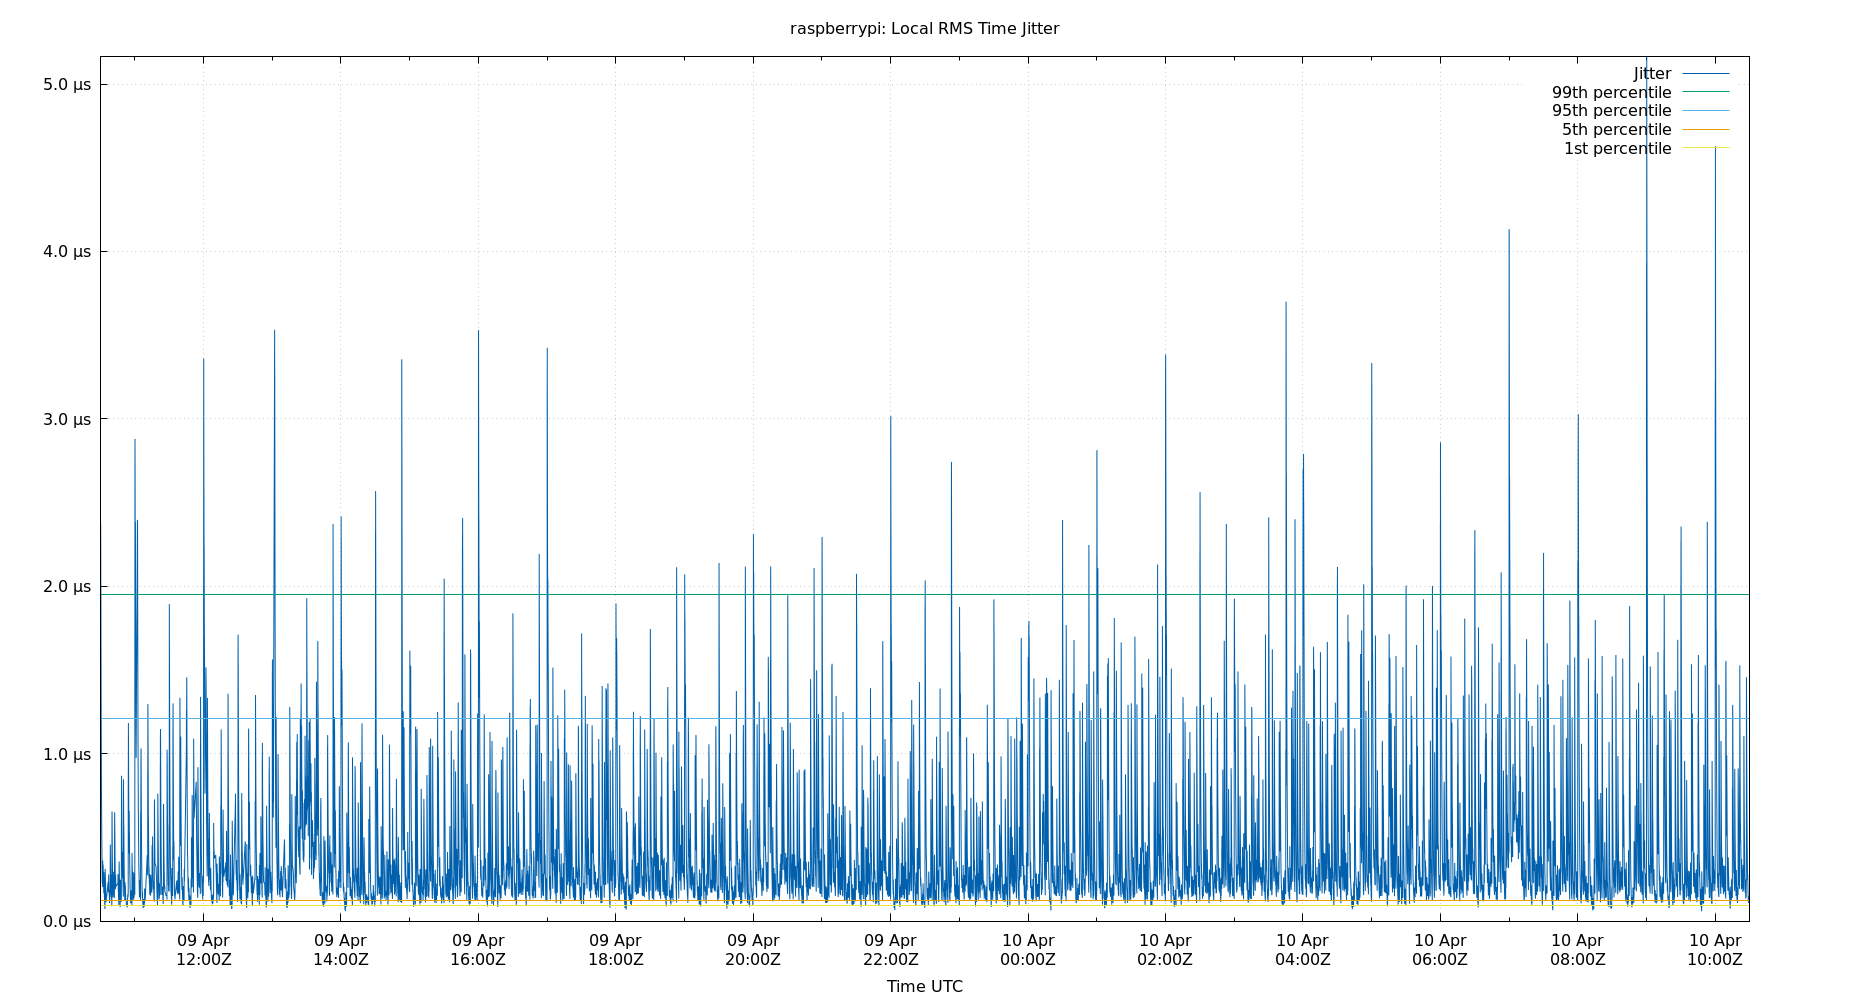 raspberrypi: Local RMS Time Jitter
5.0 µs
4.0 µs
3.0 µs
2.0 µs
1.0 µs
0.0 µs
Jitter
99th percentile
95th percentile
5th percentile
1st percentile
09 Apr 09 Apr 09 Apr 09 Apr 09 Apr 09 Apr 10 Apr 10 Apr 10 Apr 10 Apr 10 Apr 10 Apr
12:00Z 14:00Z 16:00Z 18:00Z 20:00Z 22:00Z 00:00Z 02:00Z 04:00Z 06:00Z 08:00Z 10:00Z
Time UTC